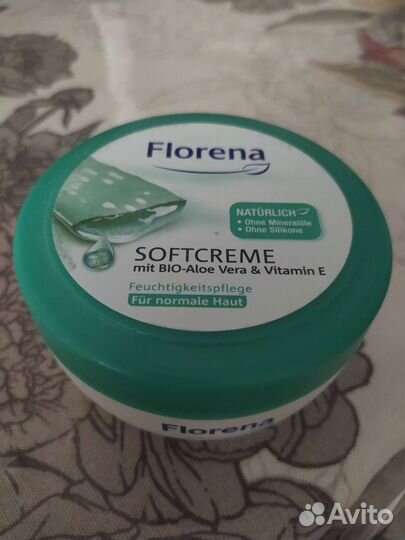 Florena
NATÜRLICH
• Ohne Mineralöle
• Ohne Silikone
SOFTCREME
mit BIO-Aloe Vera & Vitamin E
Feuchtigkeitspflege
Für normale Haut
Florena
Avito